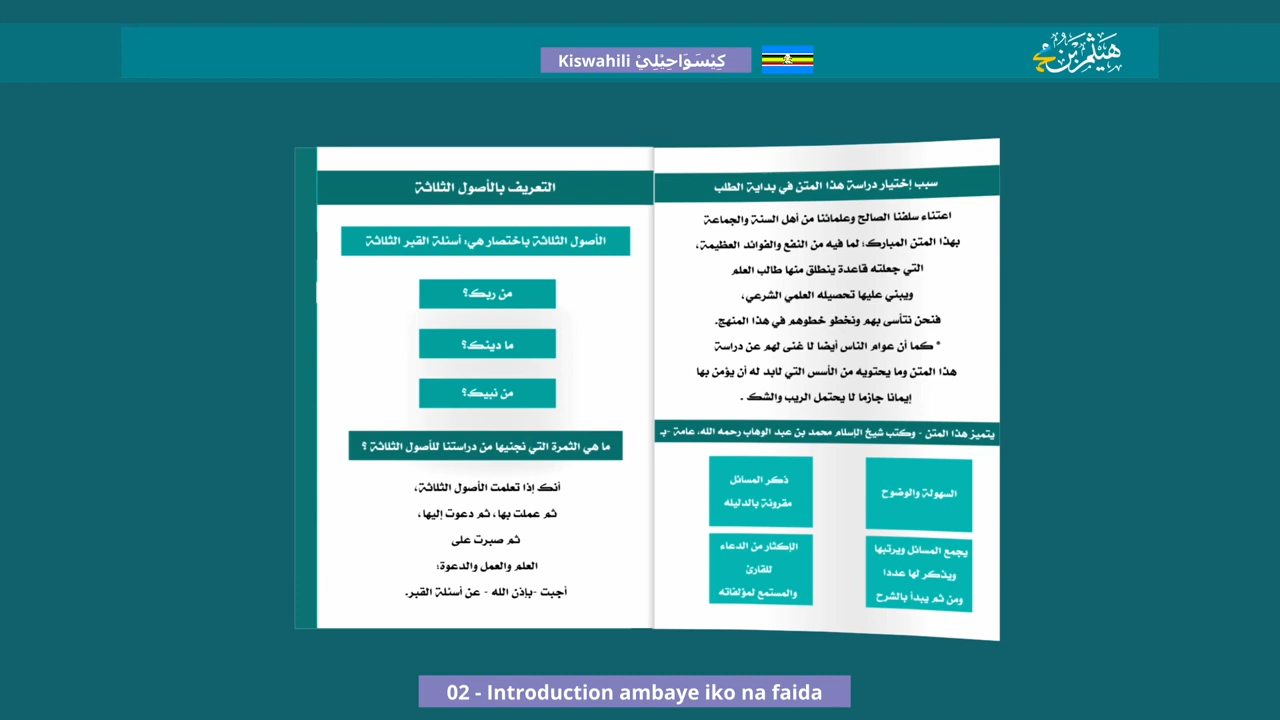 Kiswahili كِيْسَوَاحِيْلِيْ
هَيْثَمُ بْنُ
سبب إختيار دراسة هذا المتن في بداية الطلب
اعتناء سلفنا الصالح وعلمائنا من أهل السنة والجماعة
بهذا المتن المبارك؛ لما فيه من النفع والفوائد العظيمة،
التي جعلته قاعدة ينطلق منها طالب العلم
ويبني عليها تحصيله العلمي الشرعي،
فنحن نتأسى بهم ونخطو خطوهم في هذا المنهج.
* كما أن عوام الناس أيضا لا غنى لهم عن دراسة
هذا المتن وما يحتويه من الأسس التي لابد له أن يؤمن بها
إيمانا جازما لا يحتمل الريب والشك .
يتميز هذا المتن - وكتب شيخ الإسلام محمد بن عبد الوهاب رحمه الله، عامة -بـ
السهولة والوضوح
ذكر المسائل
مقرونة بالدليله
يجمع المسائل ويرتبها
ويذكر لها عددا
ومن ثم يبدأ بالشرح
الإكثار من الدعاء
للقارئ
والمستمع لمؤلفاته
التعريف بالأصول الثلاثة
الأصول الثلاثة باختصار هي: أسئلة القبر الثلاثة
من ربك؟
ما دينك؟
من نبيك؟
ما هي الثمرة التي نجنيها من دراستنا للأصول الثلاثة ؟
أنك إذا تعلمت الأصول الثلاثة،
ثم عملت بها، ثم دعوت إليها،
ثم صبرت على
العلم والعمل والدعوة؛
أجبت -بإذن الله - عن أسئلة القبر.
02 - Introduction ambaye iko na faida